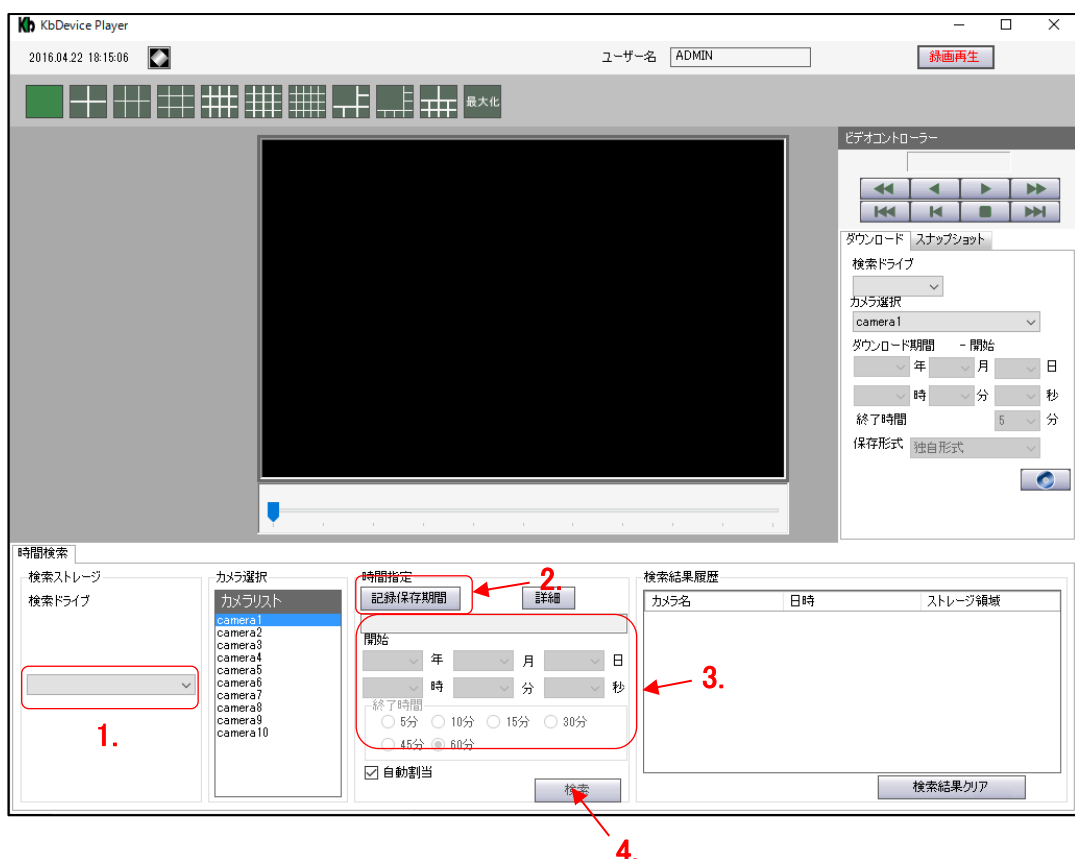 Kb KbDevice Player
2016.04.22 18:15:06 ユーザー名 ADMIN 録画再生
最大化
ビデオコントローラー
ダウンロード スナップショット
検索ドライブ
カメラ選択
camera1
ダウンロード期間 - 開始
年 月 日
時 分 秒
終了時間 5 分
保存形式 独自形式
時間検索
検索ストレージ
検索ドライブ
1.
カメラ選択
カメラリスト
camera1
camera2
camera3
camera4
camera5
camera6
camera7
camera8
camera9
camera10
時間指定
記録保存期間 詳細
2.
開始
年 月 日
時 分 秒
3.
終了時間
5分 10分 15分 30分
45分 60分
自動割当
検索
4.
検索結果履歴
カメラ名 日時 ストレージ領域
検索結果クリア